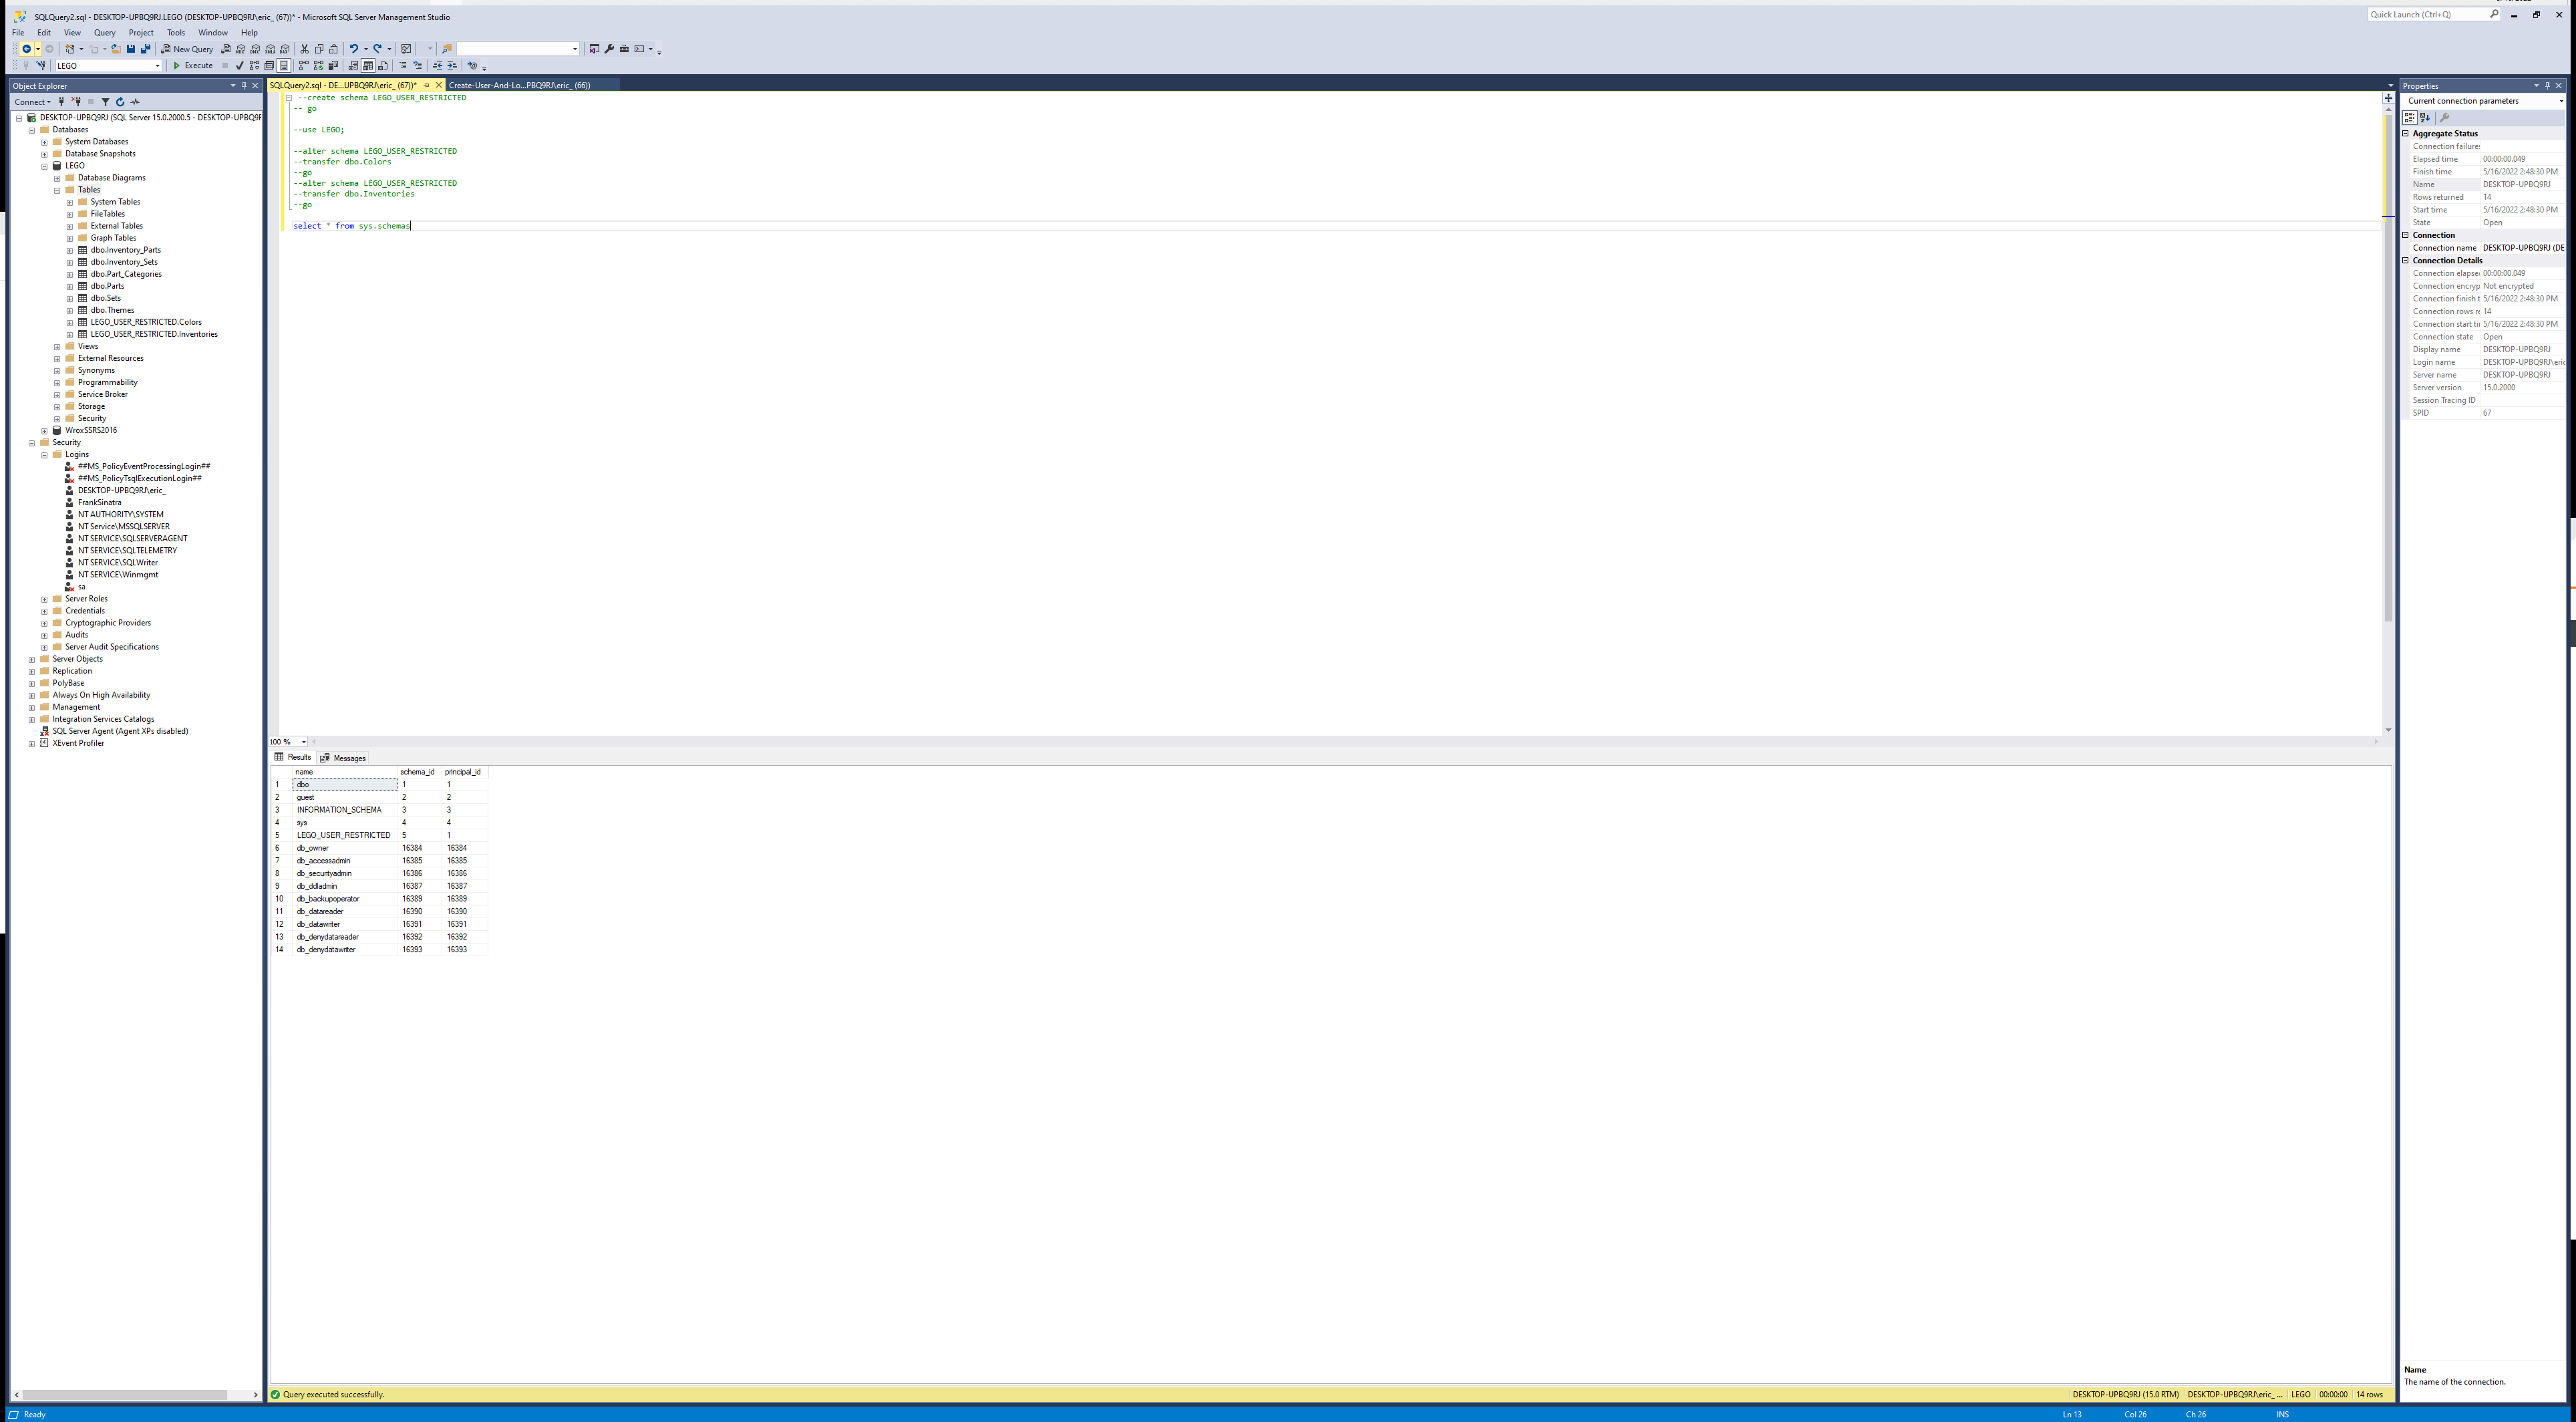 SQLQuery2.sql - DESKTOP-UPBQ9RJ.LEGO (DESKTOP-UPBQ9RJ\eric_ (67))* - Microsoft SQL Server Management Studio
Quick Launch (Ctrl+Q)
File Edit View Query Project Tools Window Help
New Query
LEGO
Execute
Object Explorer
Connect
DESKTOP-UPBQ9RJ (SQL Server 15.0.2000.5 - DESKTOP-UPBQ9R
Databases
System Databases
Database Snapshots
LEGO
Database Diagrams
Tables
System Tables
FileTables
External Tables
Graph Tables
dbo.Inventory_Parts
dbo.Inventory_Sets
dbo.Part_Categories
dbo.Parts
dbo.Sets
dbo.Themes
LEGO_USER_RESTRICTED.Colors
LEGO_USER_RESTRICTED.Inventories
Views
External Resources
Synonyms
Programmability
Service Broker
Storage
Security
WroxSSRS2016
Security
Logins
##MS_PolicyEventProcessingLogin##
##MS_PolicyTsqlExecutionLogin##
DESKTOP-UPBQ9RJ\eric_
FrankSinatra
NT AUTHORITY\SYSTEM
NT Service\MSSQLSERVER
NT SERVICE\SQLSERVERAGENT
NT SERVICE\SQLTELEMETRY
NT SERVICE\SQLWriter
NT SERVICE\Winmgmt
sa
Server Roles
Credentials
Cryptographic Providers
Audits
Server Audit Specifications
Server Objects
Replication
PolyBase
Always On High Availability
Management
Integration Services Catalogs
SQL Server Agent (Agent XPs disabled)
XEvent Profiler
SQLQuery2.sql - DE...UPBQ9RJ\eric_ (67))* Create-User-And-Lo...PBQ9RJ\eric_ (66))
--create schema LEGO_USER_RESTRICTED
-- go
--use LEGO;
--alter schema LEGO_USER_RESTRICTED
--transfer dbo.Colors
--go
--alter schema LEGO_USER_RESTRICTED
--transfer dbo.Inventories
--go
select * from sys.schemas
100 %
Results Messages
name schema_id principal_id
1 dbo 1 1
2 guest 2 2
3 INFORMATION_SCHEMA 3 3
4 sys 4 4
5 LEGO_USER_RESTRICTED 5 1
6 db_owner 16384 16384
7 db_accessadmin 16385 16385
8 db_securityadmin 16386 16386
9 db_ddladmin 16387 16387
10 db_backupoperator 16389 16389
11 db_datareader 16390 16390
12 db_datawriter 16391 16391
13 db_denydatareader 16392 16392
14 db_denydatawriter 16393 16393
Query executed successfully.
DESKTOP-UPBQ9RJ (15.0 RTM) DESKTOP-UPBQ9RJ\eric_ ... LEGO 00:00:00 14 rows
Properties
Current connection parameters
Aggregate Status
Connection failures
Elapsed time 00:00:00.049
Finish time 5/16/2022 2:48:30 PM
Name DESKTOP-UPBQ9RJ
Rows returned 14
Start time 5/16/2022 2:48:30 PM
State Open
Connection
Connection name DESKTOP-UPBQ9RJ (DE
Connection Details
Connection elapse 00:00:00.049
Connection encryp Not encrypted
Connection finish t 5/16/2022 2:48:30 PM
Connection rows re 14
Connection start ti 5/16/2022 2:48:30 PM
Connection state Open
Display name DESKTOP-UPBQ9RJ
Login name DESKTOP-UPBQ9RJ\eric
Server name DESKTOP-UPBQ9RJ
Server version 15.0.2000
Session Tracing ID
SPID 67
Name
The name of the connection.
Ready
Ln 13 Col 26 Ch 26 INS